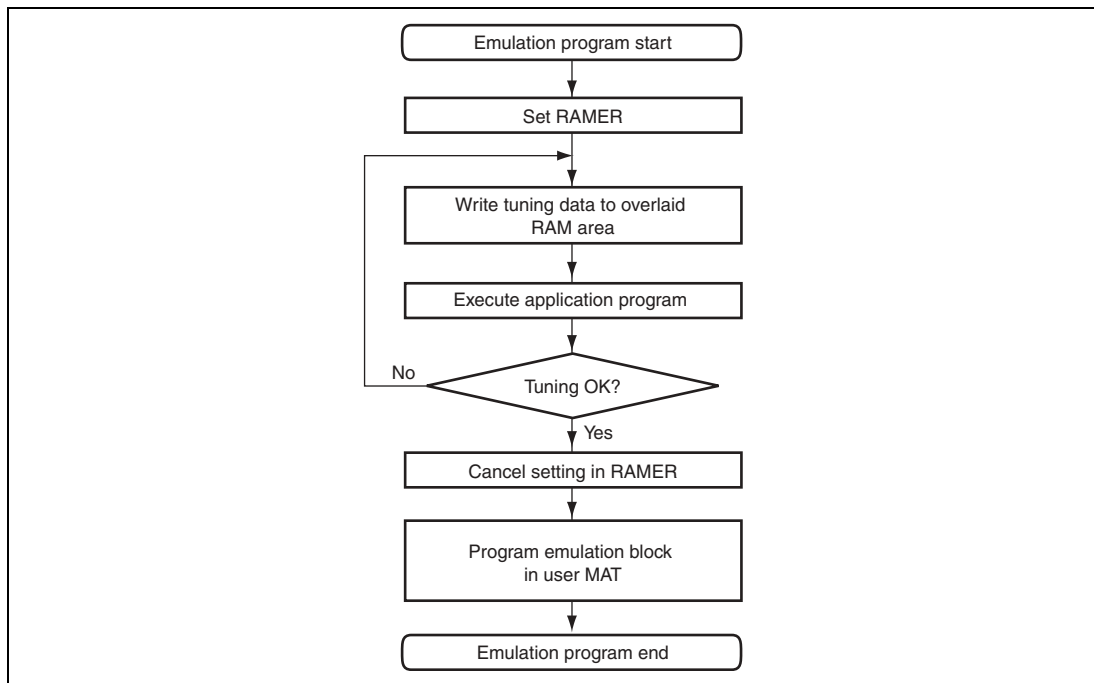 Emulation program start
Set RAMER
Write tuning data to overlaid
RAM area
Execute application program
No
Tuning OK?
Yes
Cancel setting in RAMER
Program emulation block
in user MAT
Emulation program end